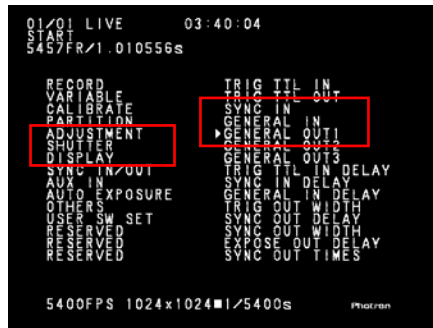 01/01 LIVE 03:40:04
START
5457FR/1.010556s
RECORD TRIG TTL IN
VARIABLE TRIG TTL OUT
CALIBRATE SYNC IN
PARTITION GENERAL IN
ADJUSTMENT ▶GENERAL OUT1
SHUTTER GENERAL OUT2
DISPLAY GENERAL OUT3
SYNC IN/OUT TRIG TTL IN DELAY
AUX IN SYNC IN DELAY
AUTO EXPOSURE GENERAL IN DELAY
OTHERS TRIG OUT WIDTH
USER SW SET SYNC OUT DELAY
RESERVED SYNC OUT WIDTH
RESERVED EXPOSE OUT DELAY
RESERVED SYNC OUT TIMES
5400FPS 1024x1024■1/5400s Photron